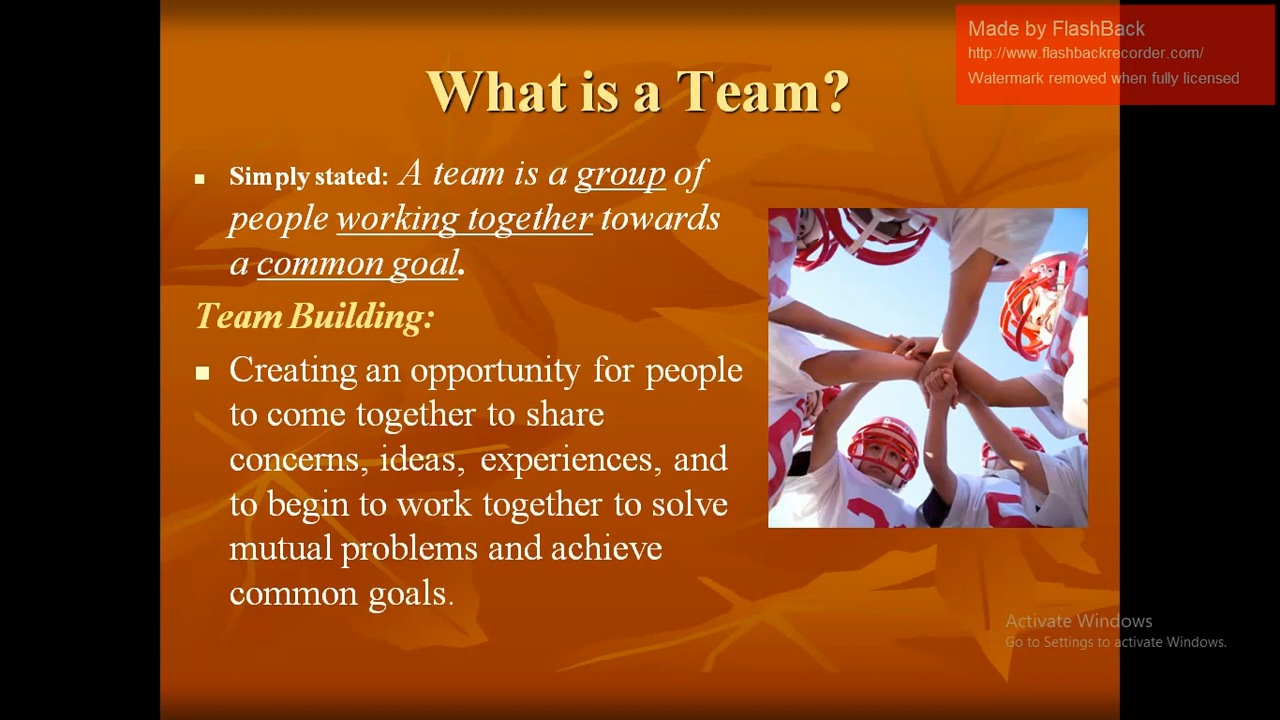 Made by FlashBack
http://www.flashbackrecorder.com/
Watermark removed when fully licensed
What is a Team?
Simply stated: A team is a group of
people working together towards
a common goal.
Team Building:
Creating an opportunity for people
to come together to share
concerns, ideas, experiences, and
to begin to work together to solve
mutual problems and achieve
common goals.
Activate Windows
Go to Settings to activate Windows.